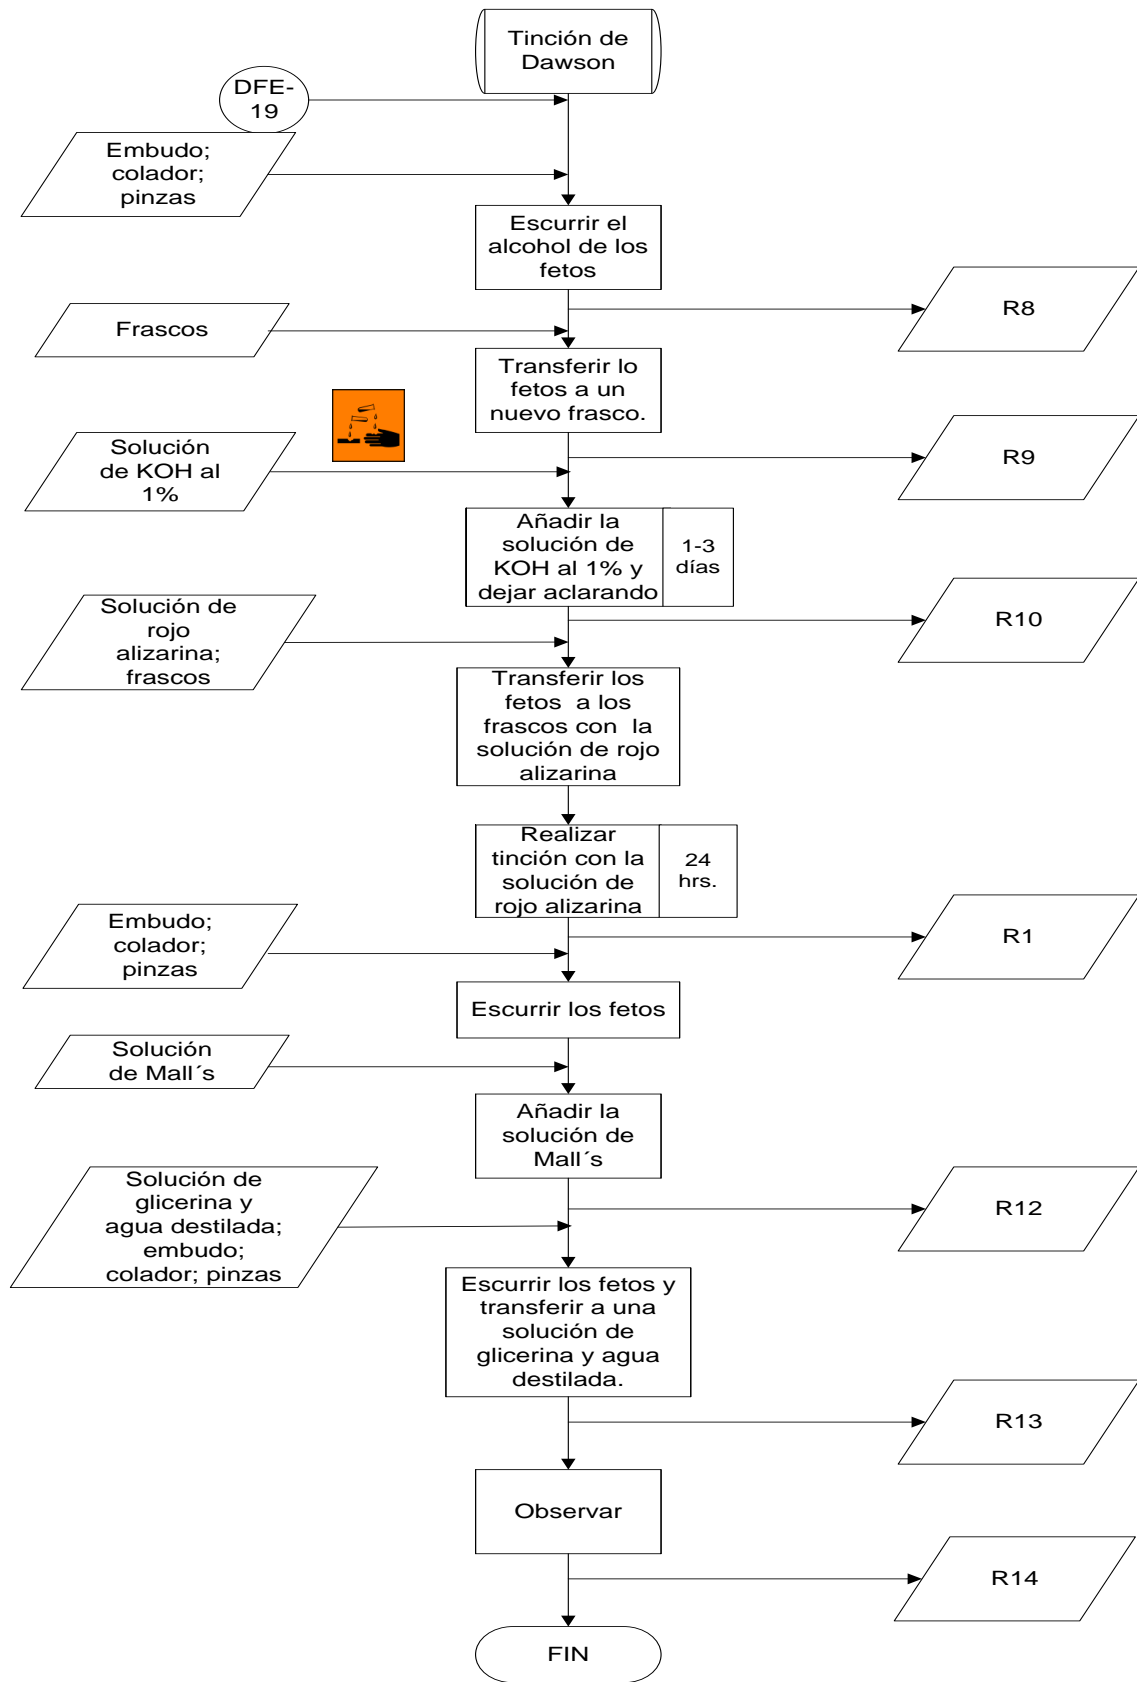 Tinción de
Dawson
DFE-
19
Embudo;
colador;
pinzas
Escurrir el
alcohol de los
fetos
R8
Frascos
Transferir lo
fetos a un
nuevo frasco.
R9
Solución
de KOH al
1%
Añadir la
solución de
KOH al 1% y
dejar aclarando
1-3
días
R10
Solución de
rojo
alizarina;
frascos
Transferir los
fetos a los
frascos con la
solución de rojo
alizarina
Realizar
tinción con la
solución de
rojo alizarina
24
hrs.
R1
Embudo;
colador;
pinzas
Escurrir los fetos
Solución
de Mall´s
Añadir la
solución de
Mall´s
R12
Solución de
glicerina y
agua destilada;
embudo;
colador; pinzas
Escurrir los fetos y
transferir a una
solución de
glicerina y agua
destilada.
R13
Observar
R14
FIN